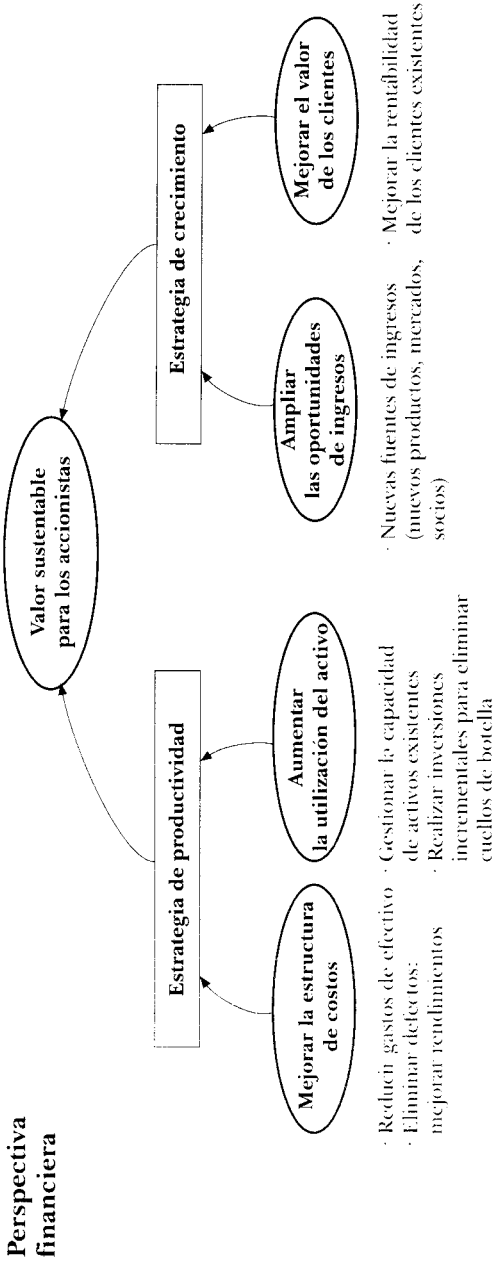 Perspectiva
financiera
Valor sustentable
para los accionistas
Estrategia de productividad
Estrategia de crecimiento
Mejorar la estructura
de costos
Aumentar
la utilización del activo
Ampliar
las oportunidades
de ingresos
Mejorar el valor
de los clientes
· Reducir gastos de efectivo
· Eliminar defectos:
mejorar rendimientos
· Gestionar la capacidad
de activos existentes
· Realizar inversiones
incrementales para eliminar
cuellos de botella
· Nuevas fuentes de ingresos
(nuevos productos, mercados,
socios)
· Mejorar la rentabilidad
de los clientes existentes